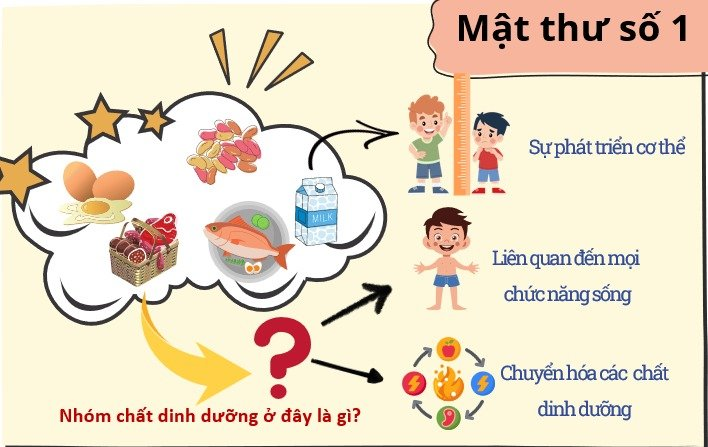 Mật thư số 1
Sự phát triển cơ thể
MILK
Liên quan đến mọi
chức năng sống
?
Chuyển hóa các chất
dinh dưỡng
Nhóm chất dinh dưỡng ở đây là gì?